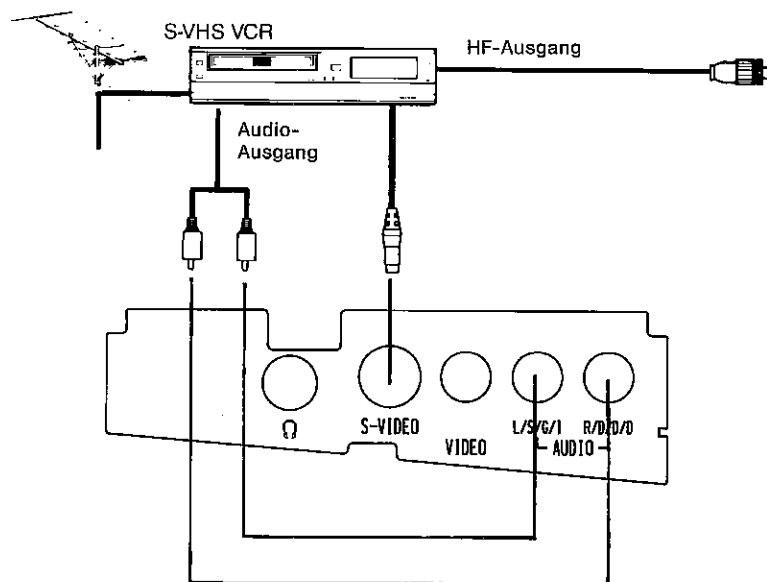 S-VHS VCR
HF-Ausgang
Audio-
Ausgang
S-VIDEO
VIDEO
L/S/G/I
R/D/D/D
AUDIO